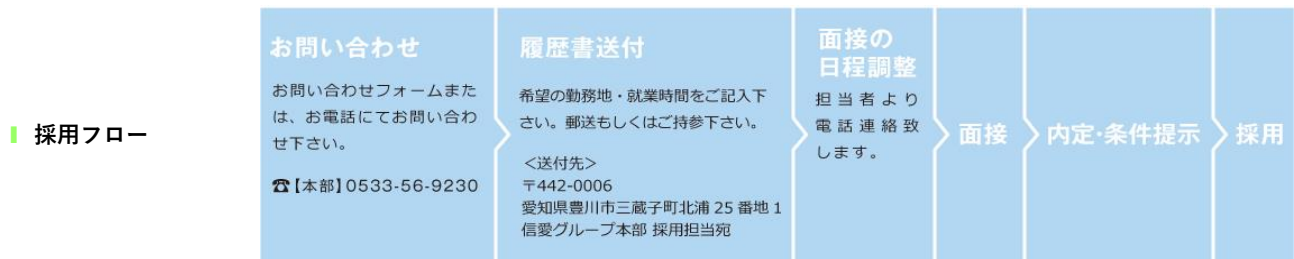 採用フロー
お問い合わせ
お問い合わせフォームまた
は、お電話にてお問い合わ
せ下さい。
☎【本部】0533-56-9230
履歴書送付
希望の勤務地・就業時間をご記入下
さい。郵送もしくはご持参下さい。
＜送付先＞
〒442-0006
愛知県豊川市三蔵子町北浦 25 番地 1
信愛グループ本部 採用担当宛
面接の
日程調整
担当者より
電話連絡致
します。
面接
内定・条件提示
採用